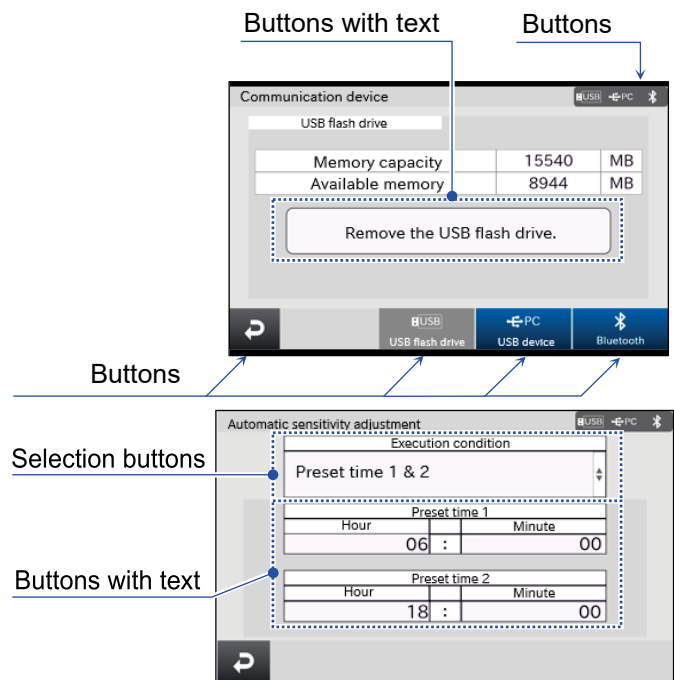 Buttons with text
Buttons
Communication device
USB PC
USB flash drive
Memory capacity 15540 MB
Available memory 8944 MB
Remove the USB flash drive.
USB PC
USB flash drive USB device Bluetooth
Buttons
Automatic sensitivity adjustment
USB PC
Execution condition
Selection buttons
Preset time 1 & 2
Preset time 1
Hour Minute
06 : 00
Buttons with text
Preset time 2
Hour Minute
18 : 00